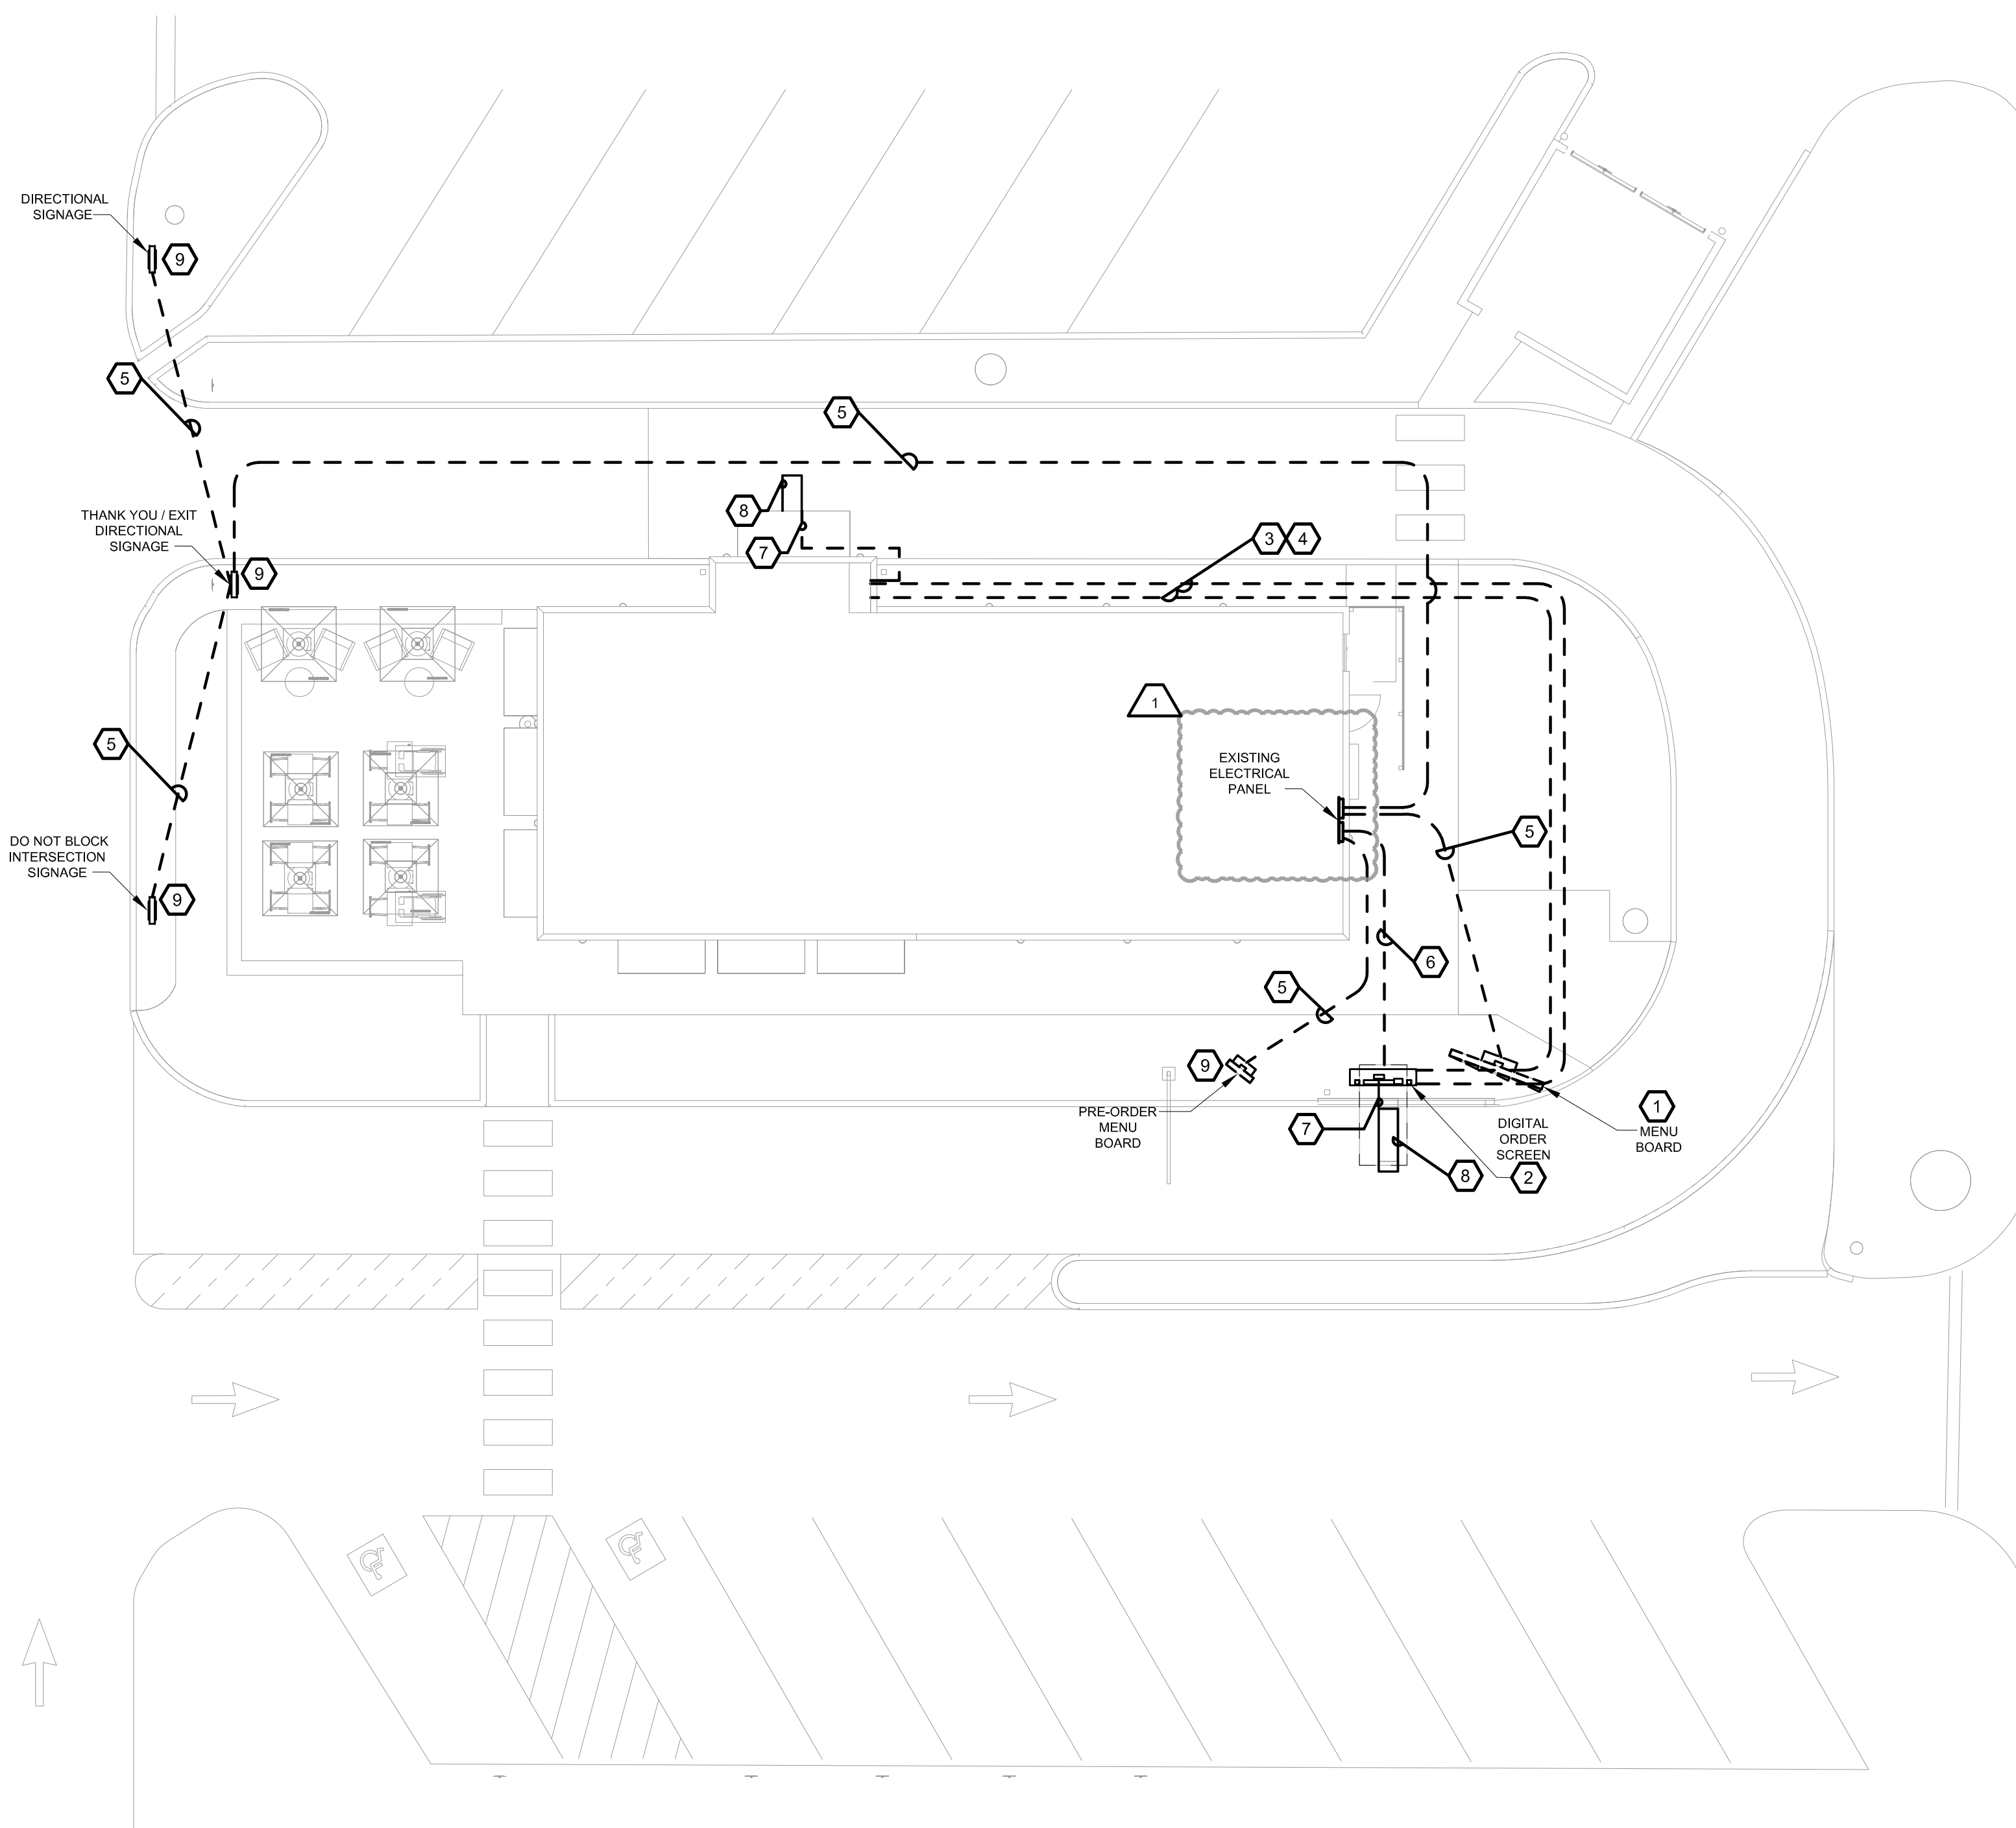 DIRECTIONAL
SIGNAGE
9
5
5
8
THANK YOU / EXIT
DIRECTIONAL
SIGNAGE
9
7
3
4
1
5
EXISTING
ELECTRICAL
PANEL
5
DO NOT BLOCK
INTERSECTION
SIGNAGE
9
6
5
9
PRE-ORDER
MENU
BOARD
7
DIGITAL
ORDER
SCREEN
8
2
1
MENU
BOARD